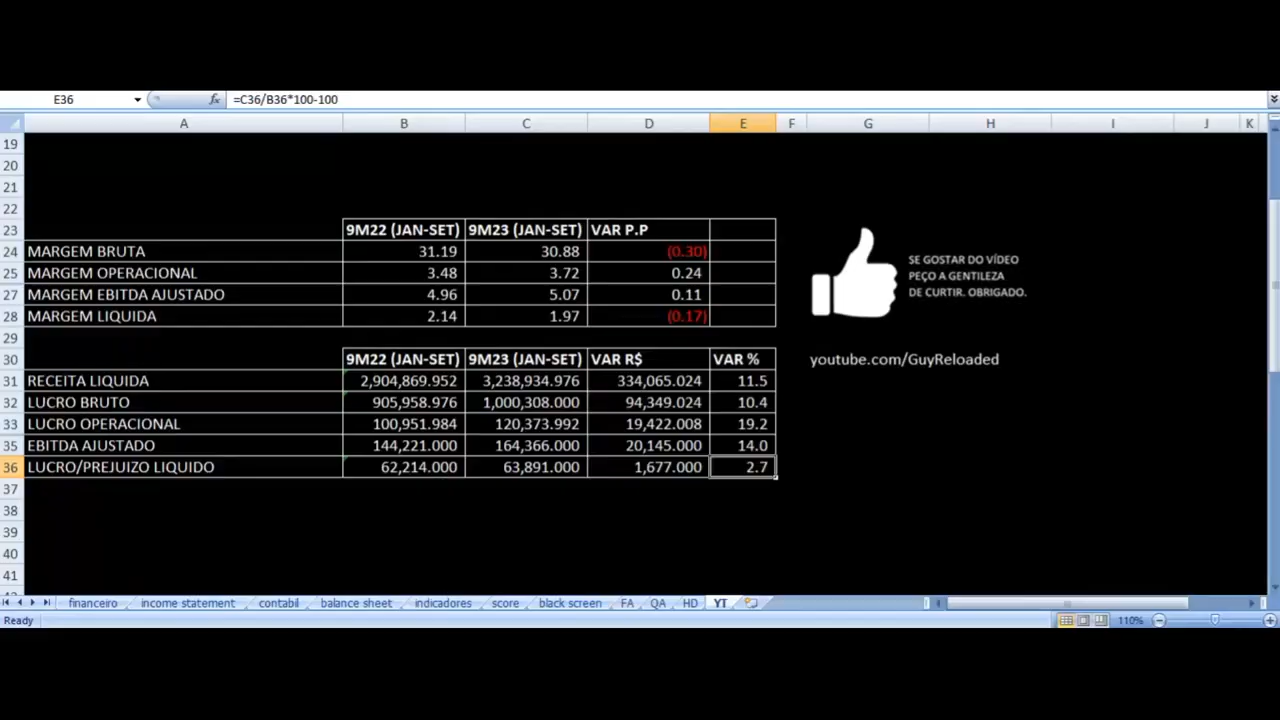 E36 fx =C36/B36*100-100
A B C D E F G H I J K
19
20
21
22
23 9M22 (JAN-SET) 9M23 (JAN-SET) VAR P.P
24 MARGEM BRUTA 31.19 30.88 (0.30)
25 MARGEM OPERACIONAL 3.48 3.72 0.24
27 MARGEM EBITDA AJUSTADO 4.96 5.07 0.11
28 MARGEM LIQUIDA 2.14 1.97 (0.17)
SE GOSTAR DO VÍDEO
PEÇO A GENTILEZA
DE CURTIR. OBRIGADO.
29
30 9M22 (JAN-SET) 9M23 (JAN-SET) VAR R$ VAR % youtube.com/GuyReloaded
31 RECEITA LIQUIDA 2,904,869.952 3,238,934.976 334,065.024 11.5
32 LUCRO BRUTO 905,958.976 1,000,308.000 94,349.024 10.4
33 LUCRO OPERACIONAL 100,951.984 120,373.992 19,422.008 19.2
35 EBITDA AJUSTADO 144,221.000 164,366.000 20,145.000 14.0
36 LUCRO/PREJUIZO LIQUIDO 62,214.000 63,891.000 1,677.000 2.7
37
38
39
40
41
financeiro income statement contabil balance sheet indicadores score black screen FA QA HD YT
Ready 110%